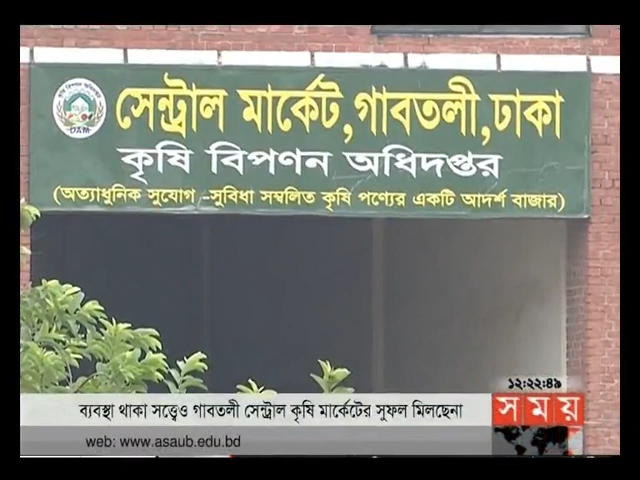 সেন্ট্রাল মার্কেট,গাবতলী,ঢাকা
কৃষি বিপণন অধিদপ্তর
(অত্যাধুনিক সুযোগ -সুবিধা সম্বলিত কৃষি পণ্যের একটি আদর্শ বাজার)
DAM
১২:২২:৪৯
সময়
ব্যবস্থা থাকা সত্ত্বেও গাবতলী সেন্ট্রাল কৃষি মার্কেটের সুফল মিলছেনা
web: www.asaub.edu.bd